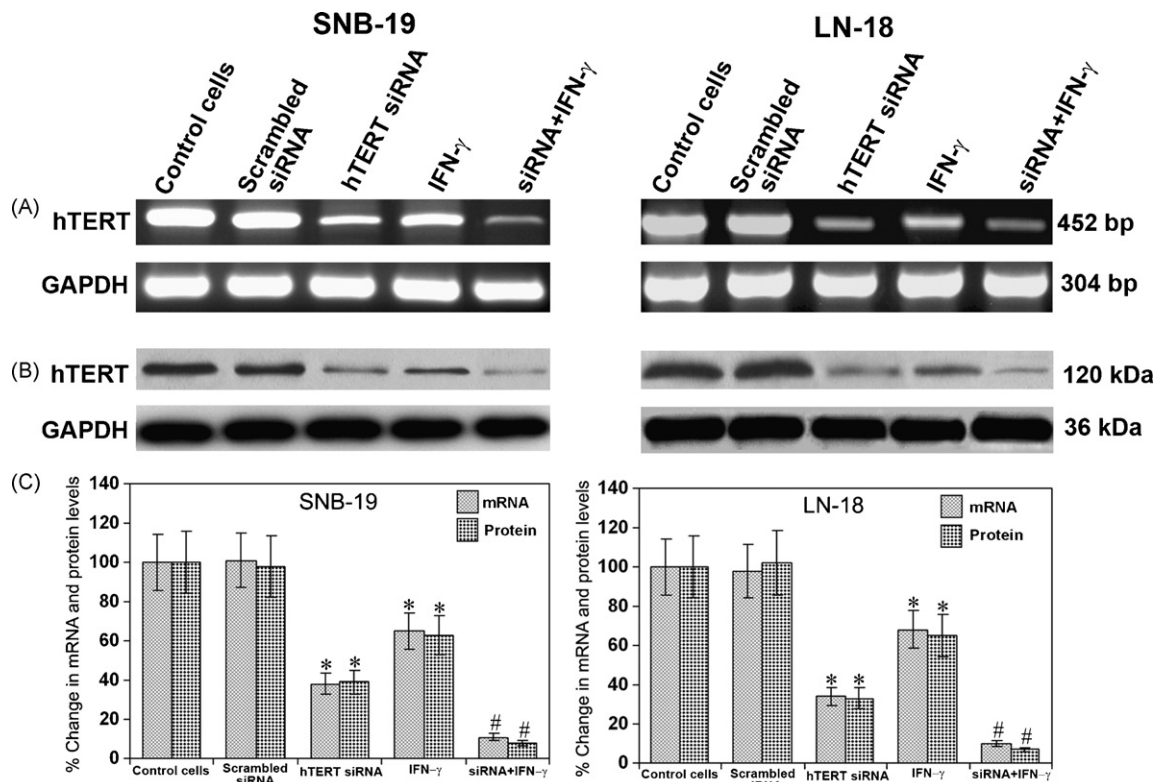 SNB-19
LN-18
Control cells
Scrambled
siRNA
hTERT siRNA
IFN-γ
siRNA+IFN-γ
Control cells
Scrambled
siRNA
hTERT siRNA
IFN-γ
siRNA+IFN-γ
(A)
hTERT
452 bp
GAPDH
304 bp
(B)
hTERT
120 kDa
GAPDH
36 kDa
(C)
% Change in mRNA and protein levels
140
120
100
80
60
40
20
0
SNB-19
mRNA
Protein
* *
* *
# #
Control cells
Scrambled
siRNA
hTERT siRNA
IFN-γ
siRNA+IFN-γ
% Change in mRNA and protein levels
140
120
100
80
60
40
20
0
LN-18
mRNA
Protein
* *
* *
# #
Control cells
Scrambled
hTERT siRNA
IFN-γ
siRNA+IFN-γ